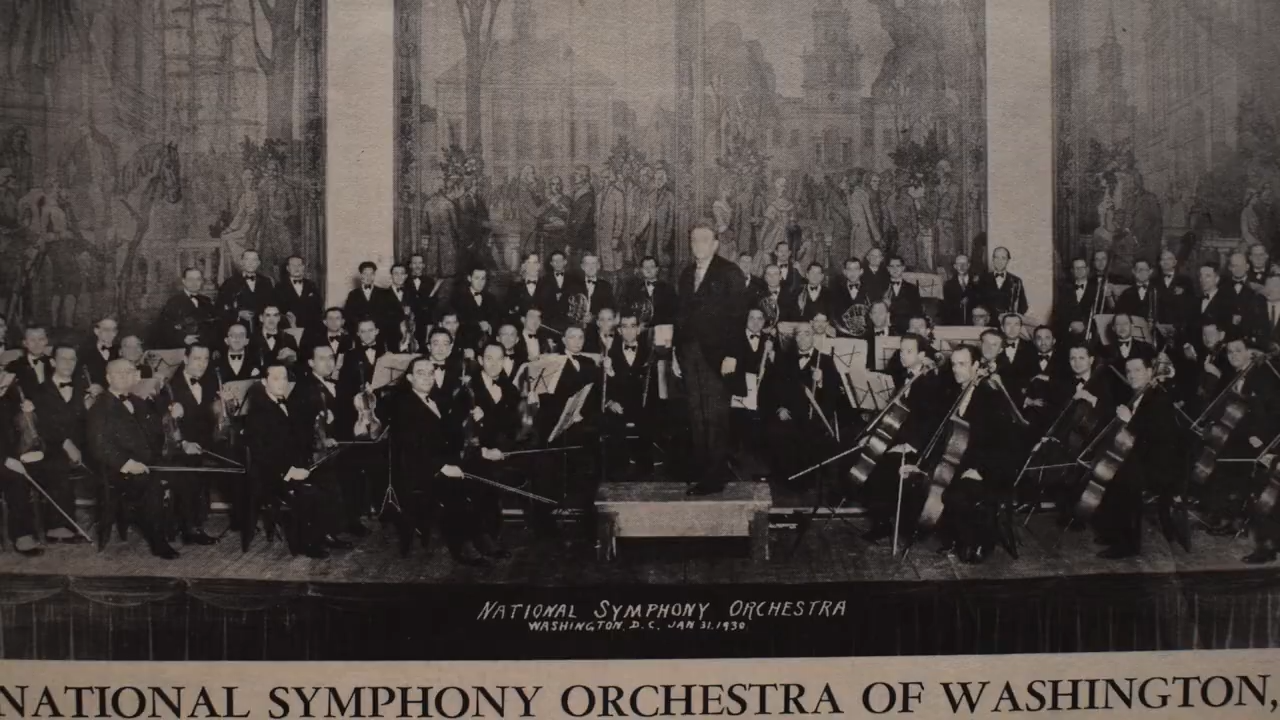 NATIONAL SYMPHONY ORCHESTRA
WASHINGTON, D.C. JAN 31, 1930.
NATIONAL SYMPHONY ORCHESTRA OF WASHINGTON,